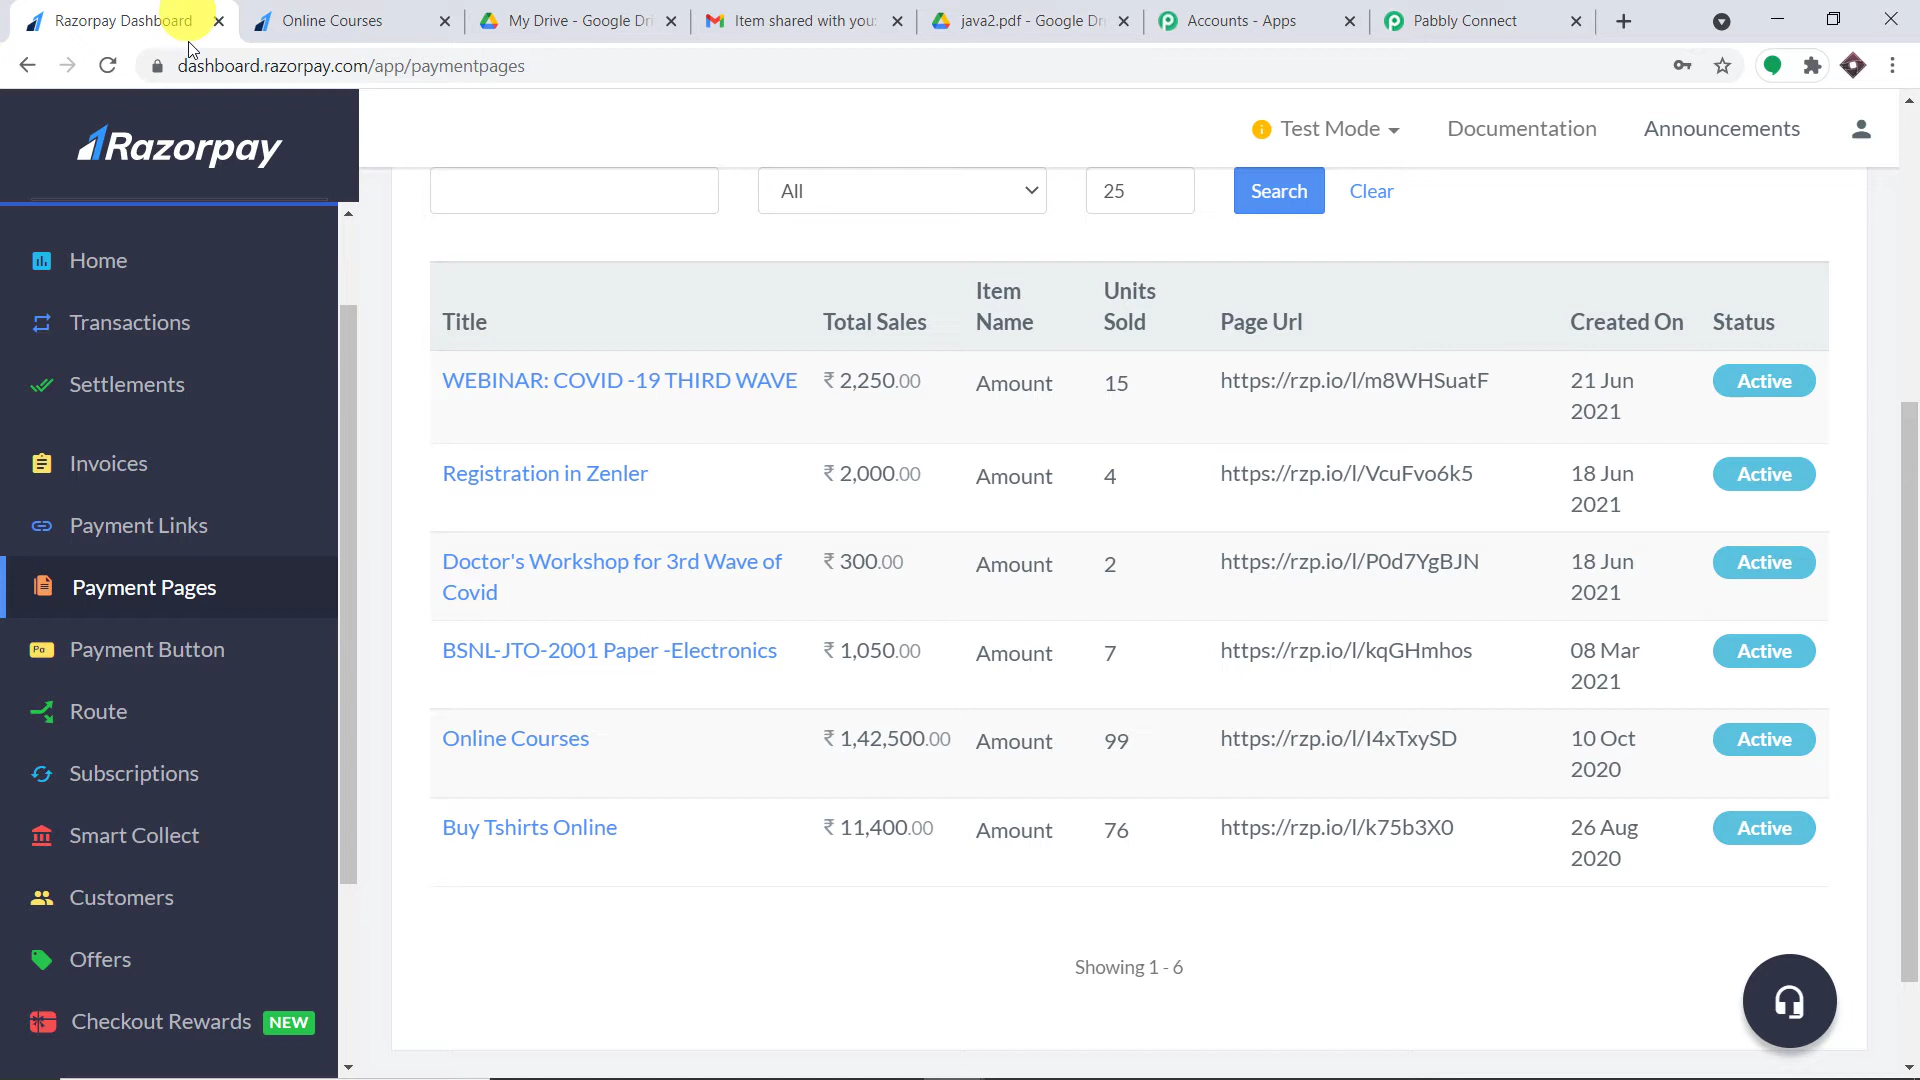 Razorpay Dashboard
Online Courses
My Drive - Google Dri
Item shared with you:
java2.pdf - Google Dri
Accounts - Apps
Pabbly Connect
dashboard.razorpay.com/app/paymentpages
Razorpay
Test Mode
Documentation
Announcements
All
25
Search
Clear
Home
Transactions
Settlements
Invoices
Payment Links
Payment Pages
Payment Button
Route
Subscriptions
Smart Collect
Customers
Offers
Checkout Rewards NEW
Title Total Sales Item Name Units Sold Page Url Created On Status
WEBINAR: COVID -19 THIRD WAVE ₹ 2,250.00 Amount 15 https://rzp.io/l/m8WHSuatF 21 Jun 2021 Active
Registration in Zenler ₹ 2,000.00 Amount 4 https://rzp.io/l/VcuFvo6k5 18 Jun 2021 Active
Doctor's Workshop for 3rd Wave of Covid ₹ 300.00 Amount 2 https://rzp.io/l/P0d7YgBJN 18 Jun 2021 Active
BSNL-JTO-2001 Paper -Electronics ₹ 1,050.00 Amount 7 https://rzp.io/l/kqGHmhos 08 Mar 2021 Active
Online Courses ₹ 1,42,500.00 Amount 99 https://rzp.io/l/I4xTxySD 10 Oct 2020 Active
Buy Tshirts Online ₹ 11,400.00 Amount 76 https://rzp.io/l/k75b3X0 26 Aug 2020 Active
Showing 1 - 6